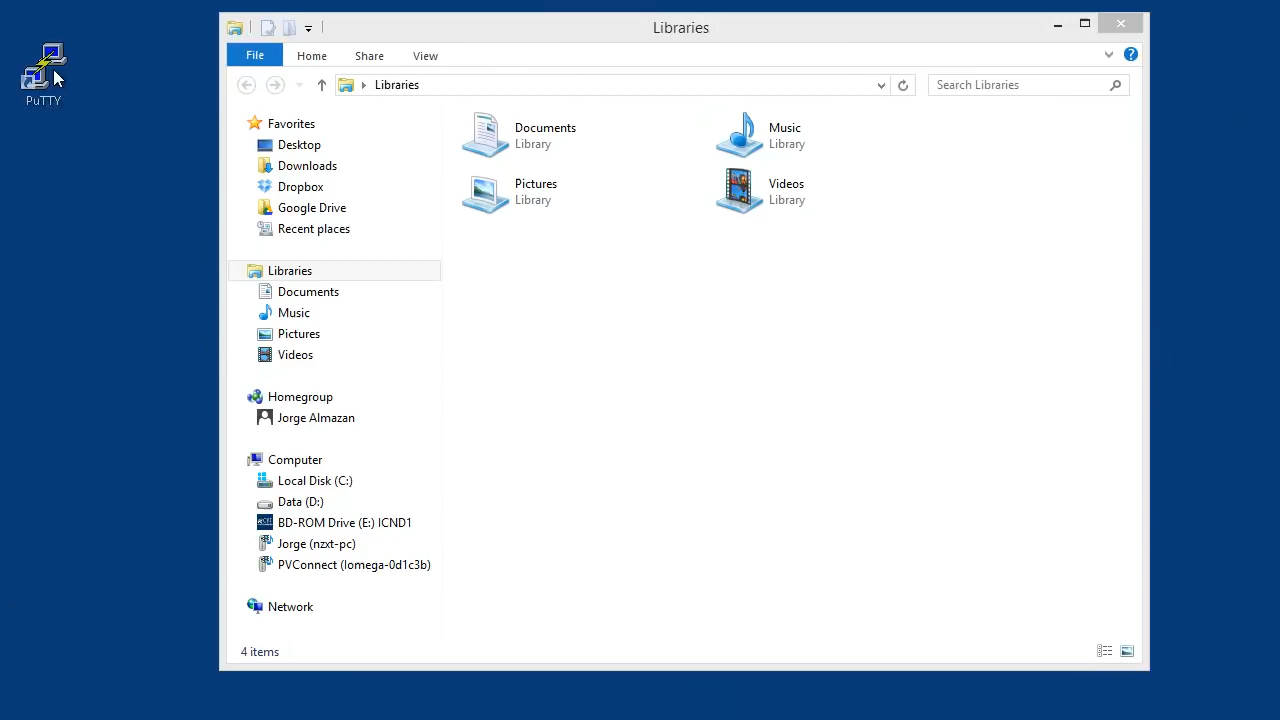 PuTTY
Libraries
File
Home
Share
View
Libraries
Search Libraries
Favorites
Desktop
Downloads
Dropbox
Google Drive
Recent places
Libraries
Documents
Music
Pictures
Videos
Homegroup
Jorge Almazan
Computer
Local Disk (C:)
Data (D:)
BD-ROM Drive (E:) ICND1
Jorge (nzxt-pc)
PVConnect (Iomega-0d1c3b)
Network
Documents
Library
Music
Library
Pictures
Library
Videos
Library
4 items